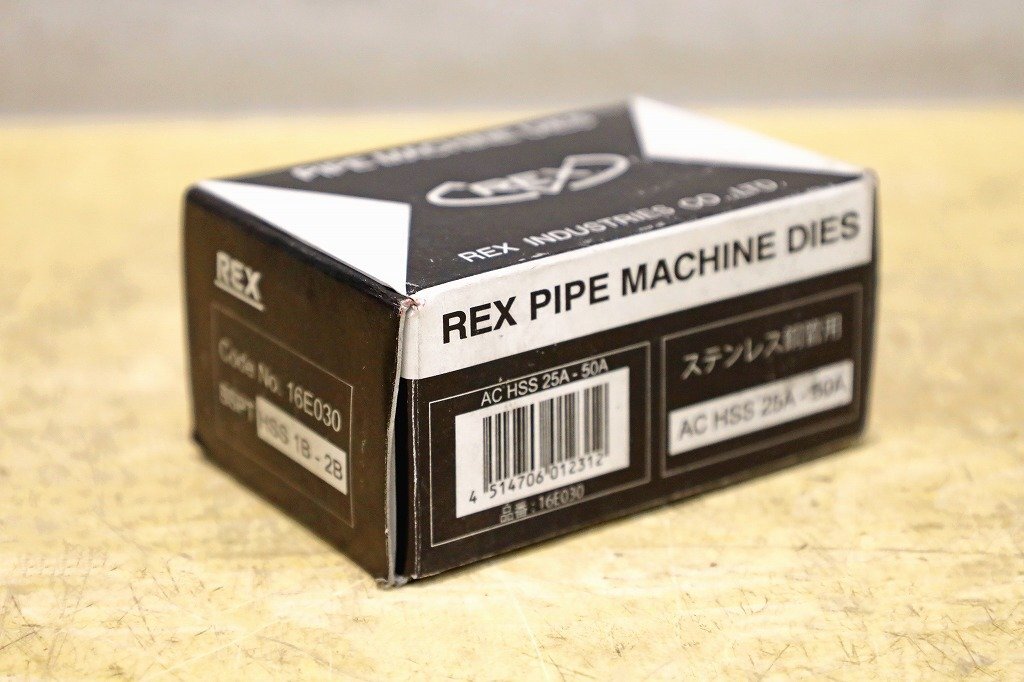 PIPE MACHINE DIES
REX
REX INDUSTRIES CO.,LTD.
REX
Code No. 16E030
BSPT HSS 1B - 2B
REX PIPE MACHINE DIES
AC HSS 25A - 50A
4 514706 012312
品番:16E030
ステンレス鋼管用
AC HSS 25A - 50A